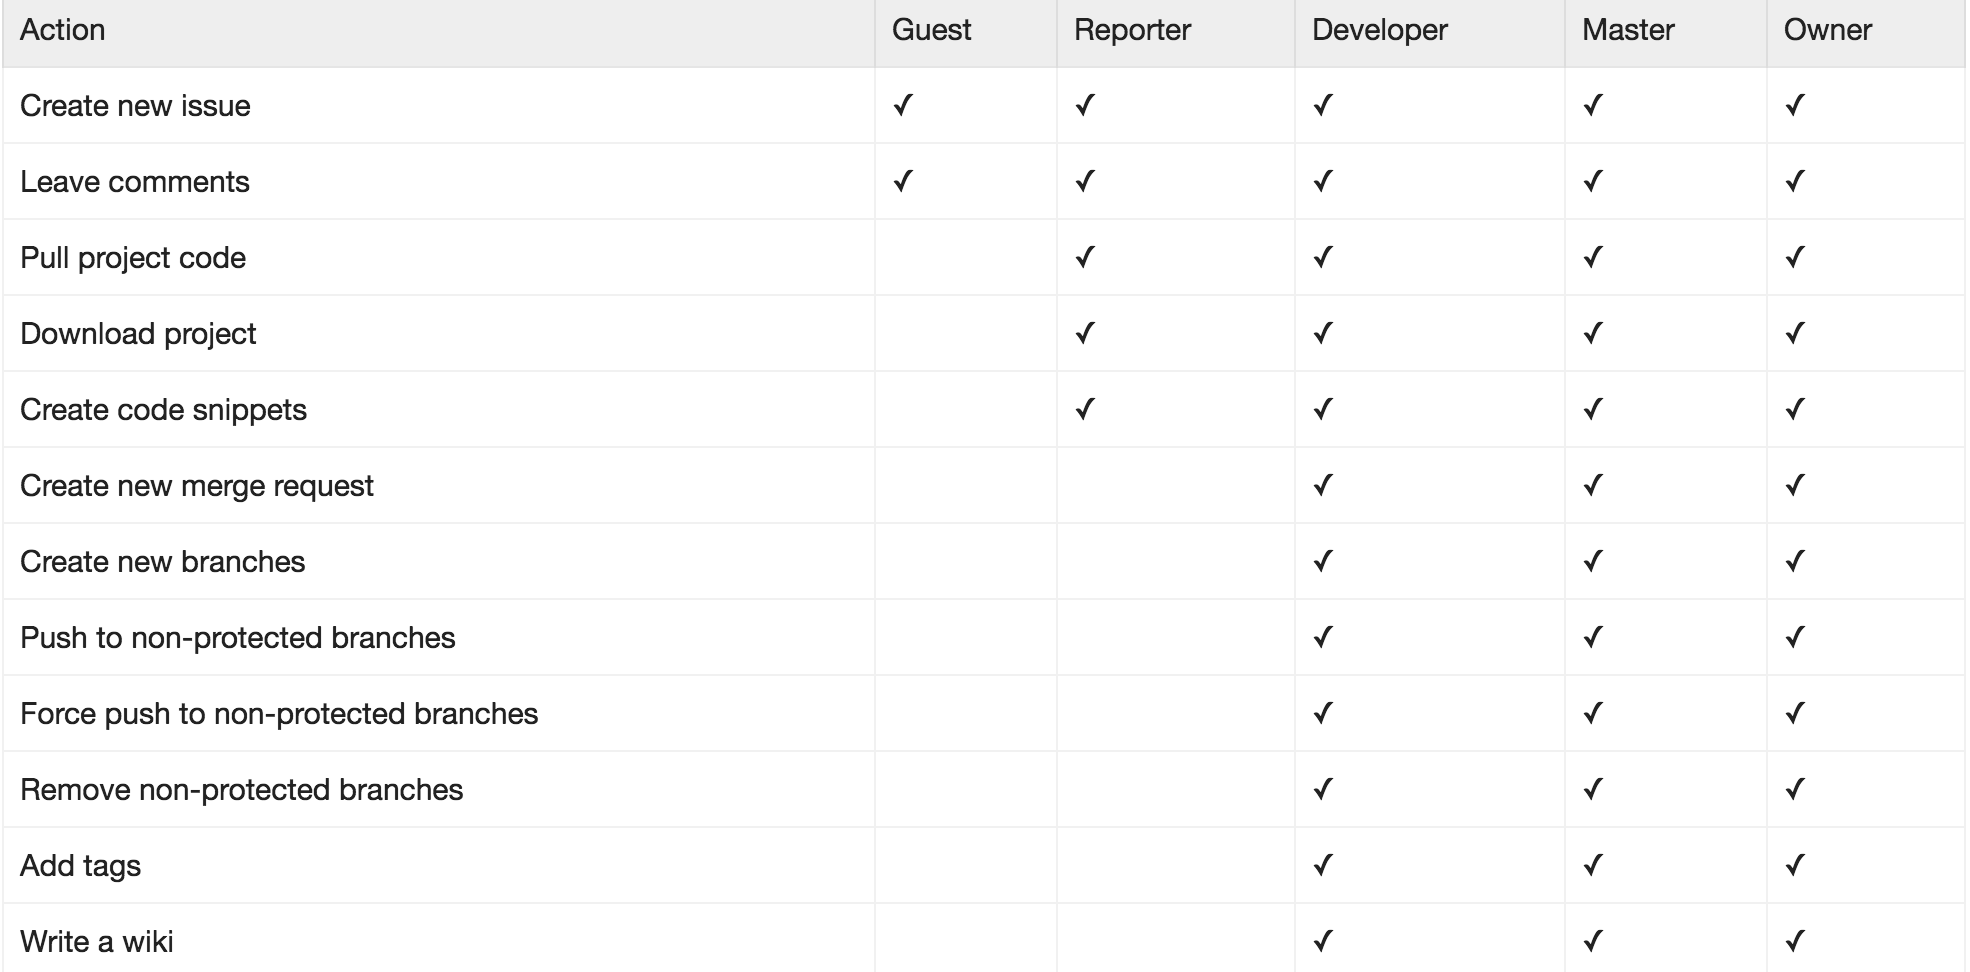 Action Guest Reporter Developer Master Owner
Create new issue ✓ ✓ ✓ ✓ ✓
Leave comments ✓ ✓ ✓ ✓ ✓
Pull project code ✓ ✓ ✓ ✓
Download project ✓ ✓ ✓ ✓
Create code snippets ✓ ✓ ✓ ✓
Create new merge request ✓ ✓ ✓
Create new branches ✓ ✓ ✓
Push to non-protected branches ✓ ✓ ✓
Force push to non-protected branches ✓ ✓ ✓
Remove non-protected branches ✓ ✓ ✓
Add tags ✓ ✓ ✓
Write a wiki ✓ ✓ ✓